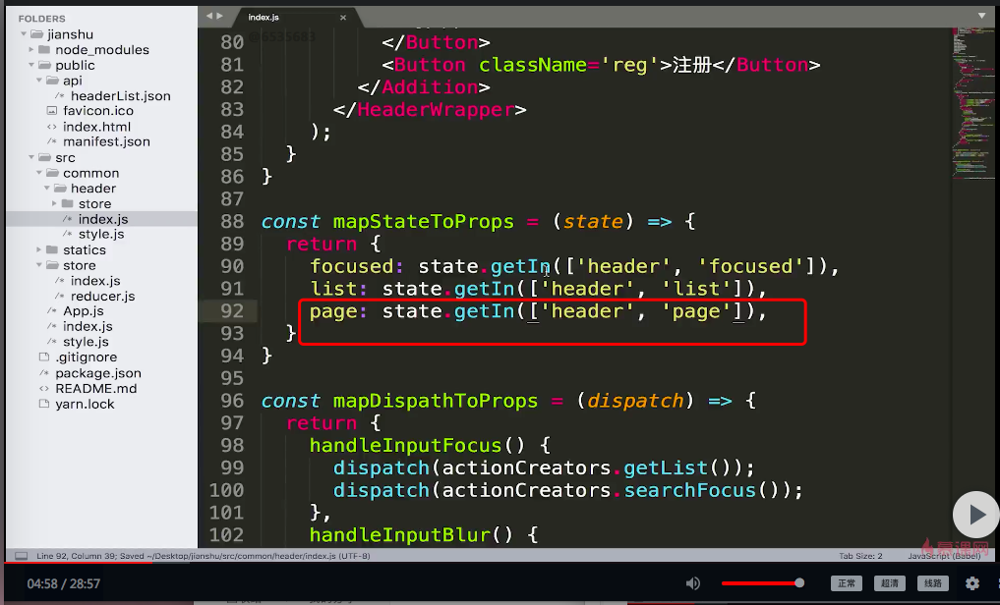 FOLDERS
jianshu
node_modules
public
api
headerList.json
favicon.ico
index.html
manifest.json
src
common
header
store
index.js
style.js
statics
store
index.js
reducer.js
App.js
index.js
style.js
.gitignore
package.json
README.md
yarn.lock
index.js
@6535683
80 </Button>
81 <Button className='reg'>注册</Button>
82 </Addition>
83 </HeaderWrapper>
84 );
85 }
86 }
87
88 const mapStateToProps = (state) => {
89 return {
90 focused: state.getIn(['header', 'focused']),
91 list: state.getIn(['header', 'list']),
92 page: state.getIn(['header', 'page']),
93 }
94 }
95
96 const mapDispathToProps = (dispatch) => {
97 return {
98 handleInputFocus() {
99 dispatch(actionCreators.getList());
100 dispatch(actionCreators.searchFocus());
101 },
102 handleInputBlur() {
慕课网
Line 92, Column 39; Saved ~/Desktop/jianshu/src/common/header/index.js (UTF-8)
Tab Size: 2
JavaScript (Babel)
04:58 / 28:57
正常
超清
线路